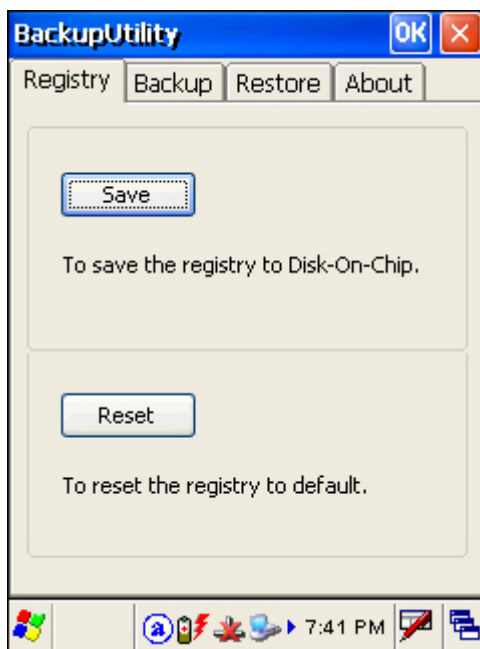 BackupUtility OK
Registry Backup Restore About
Save
To save the registry to Disk-On-Chip.
Reset
To reset the registry to default.
a 7:41 PM